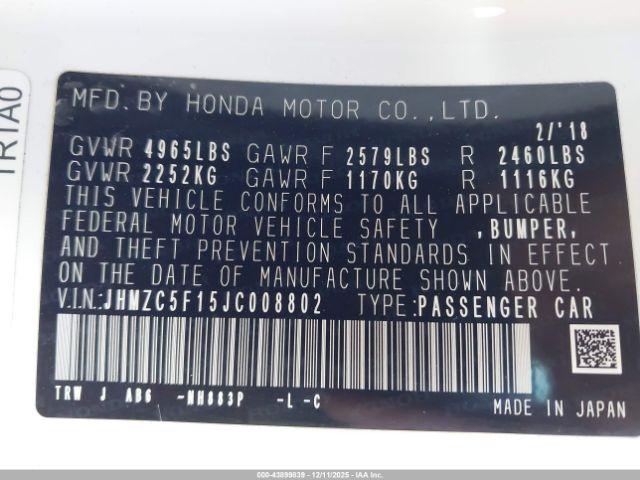 TR1A0
MFD.BY HONDA MOTOR CO.,LTD.
2/'18
GVWR 4965LBS GAWR F 2579LBS R 2460LBS
GVWR 2252KG GAWR F 1170KG R 1116KG
THIS VEHICLE CONFORMS TO ALL APPLICABLE
FEDERAL MOTOR VEHICLE SAFETY ,BUMPER,
AND THEFT PREVENTION STANDARDS IN EFFECT
ON THE DATE OF MANUFACTURE SHOWN ABOVE.
V.I.N:JHMZC5F15JC008802 TYPE:PASSENGER CAR
TRW J AB6 -NH883P -L -C
MADE IN JAPAN
000-43899839 - 12/11/2025 - IAAI.COM